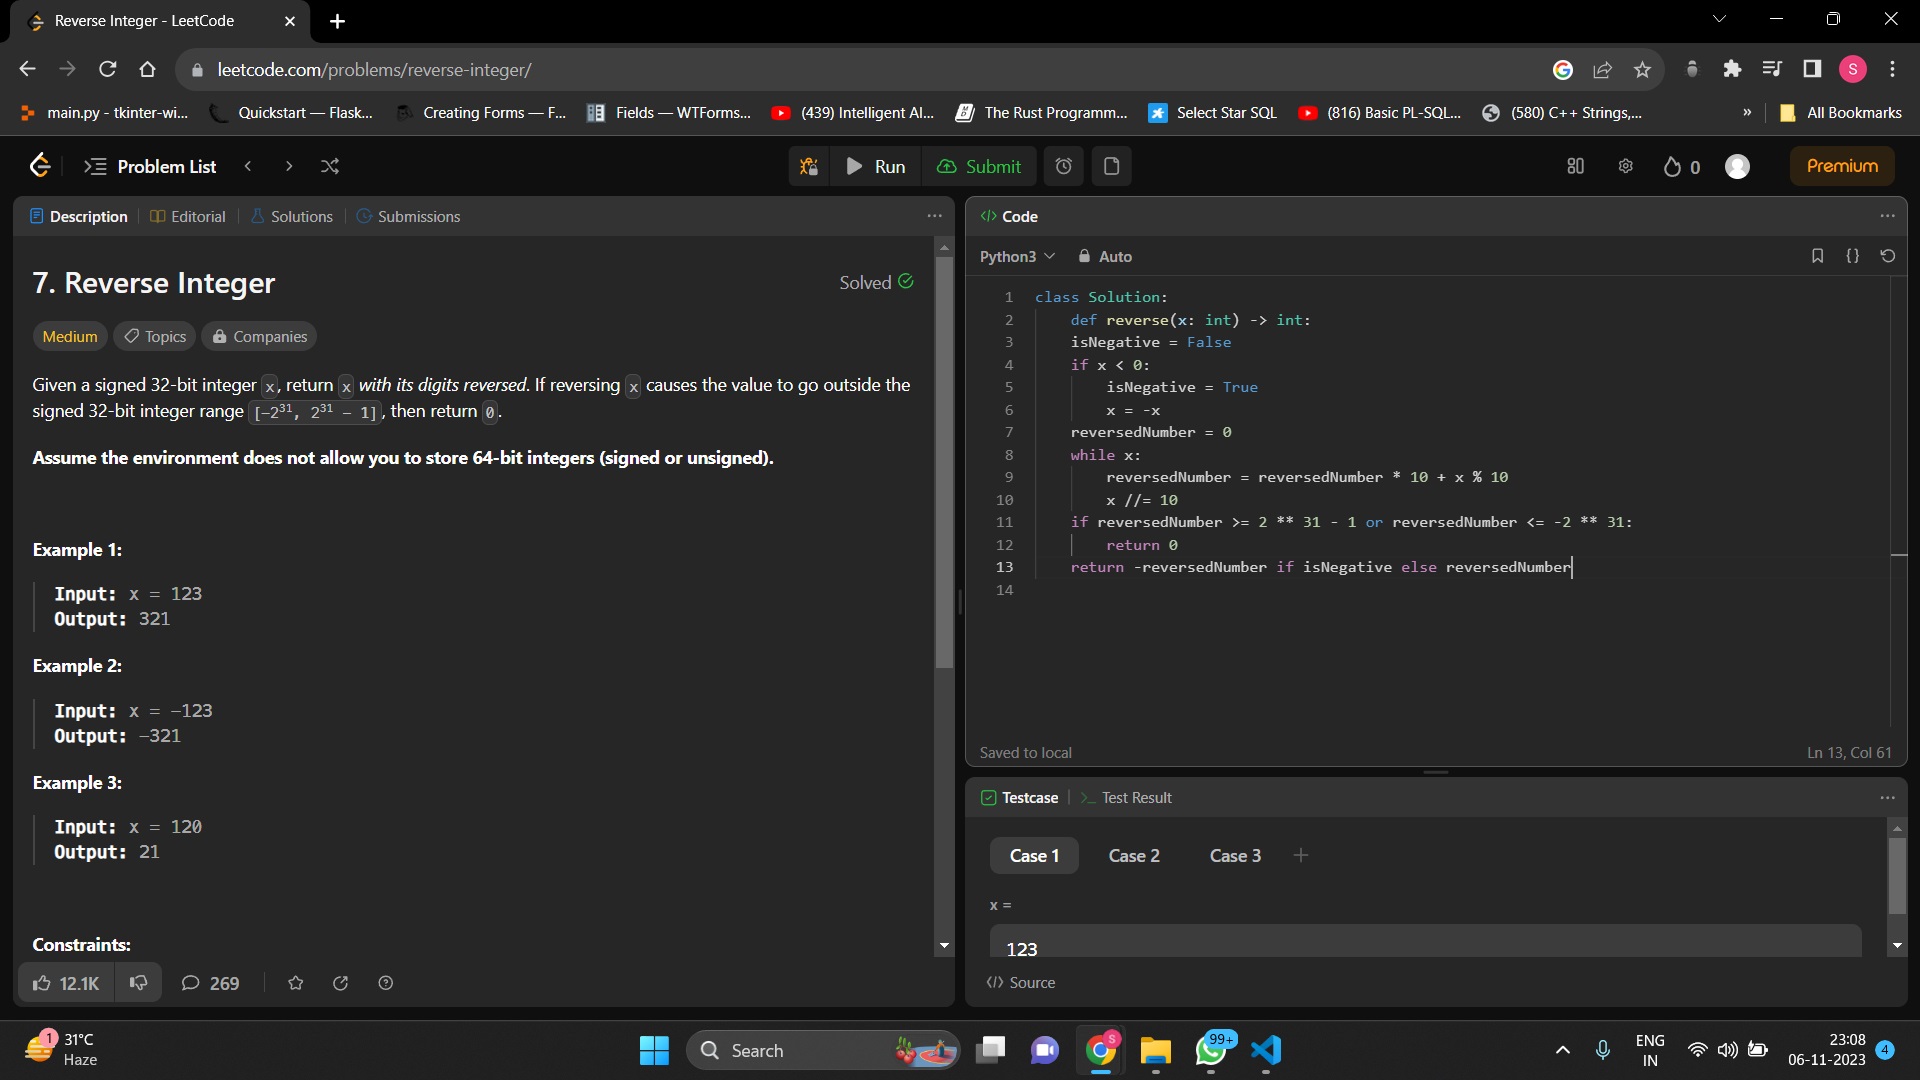 Reverse Integer - LeetCode
leetcode.com/problems/reverse-integer/
S
main.py - tkinter-wi...
Quickstart — Flask...
Creating Forms — F...
Fields — WTForms...
(439) Intelligent Al...
The Rust Programm...
Select Star SQL
(816) Basic PL-SQL...
(580) C++ Strings,...
»
All Bookmarks
Problem List
Run
Submit
0
Premium
Description
Editorial
Solutions
Submissions
</> Code
Python3
Auto
{}
7. Reverse Integer
Solved
Medium
Topics
Companies
Given a signed 32-bit integer x, return x with its digits reversed. If reversing x causes the value to go outside the
signed 32-bit integer range [−2³¹, 2³¹ − 1], then return 0.
Assume the environment does not allow you to store 64-bit integers (signed or unsigned).
Example 1:
Input: x = 123
Output: 321
Example 2:
Input: x = −123
Output: −321
Example 3:
Input: x = 120
Output: 21
Constraints:
12.1K
269
1 class Solution:
2     def reverse(x: int) -> int:
3     isNegative = False
4     if x < 0:
5         isNegative = True
6         x = -x
7     reversedNumber = 0
8     while x:
9         reversedNumber = reversedNumber * 10 + x % 10
10         x //= 10
11     if reversedNumber >= 2 ** 31 - 1 or reversedNumber <= -2 ** 31:
12         return 0
13     return -reversedNumber if isNegative else reversedNumber
14
Saved to local
Ln 13, Col 61
Testcase
>_ Test Result
Case 1
Case 2
Case 3
+
x =
123
</> Source
1
31°C
Haze
Search
S
99+
ENG
IN
23:08
06-11-2023
4